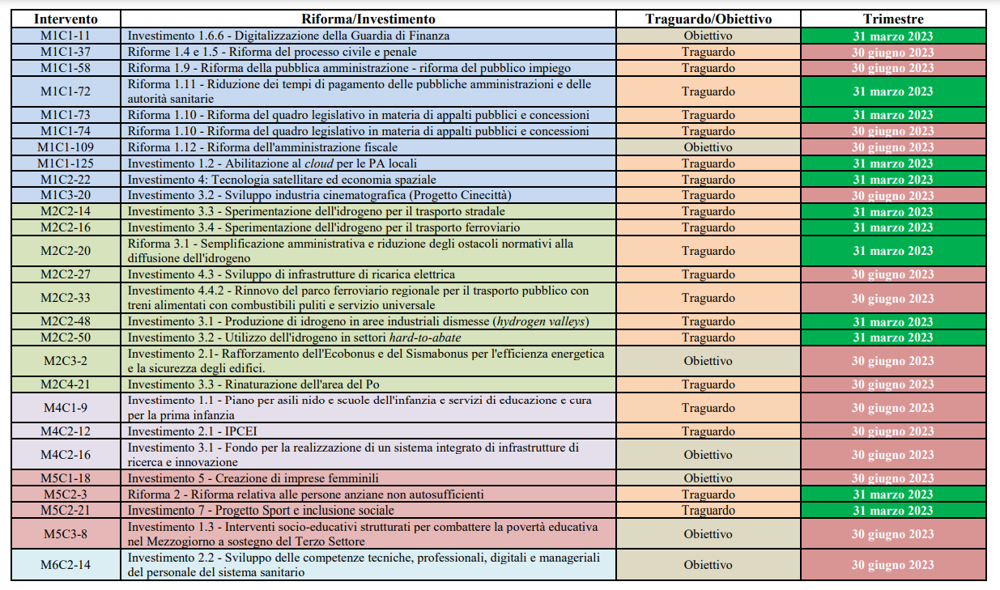 Intervento Riforma/Investimento Traguardo/Obiettivo Trimestre
M1C1-11 Investimento 1.6.6 - Digitalizzazione della Guardia di Finanza Obiettivo 31 marzo 2023
M1C1-37 Riforme 1.4 e 1.5 - Riforma del processo civile e penale Traguardo 30 giugno 2023
M1C1-58 Riforma 1.9 - Riforma della pubblica amministrazione - riforma del pubblico impiego Traguardo 30 giugno 2023
M1C1-72 Riforma 1.11 - Riduzione dei tempi di pagamento delle pubbliche amministrazioni e delle
autorità sanitarie Traguardo 31 marzo 2023
M1C1-73 Riforma 1.10 - Riforma del quadro legislativo in materia di appalti pubblici e concessioni Traguardo 31 marzo 2023
M1C1-74 Riforma 1.10 - Riforma del quadro legislativo in materia di appalti pubblici e concessioni Traguardo 30 giugno 2023
M1C1-109 Riforma 1.12 - Riforma dell'amministrazione fiscale Obiettivo 30 giugno 2023
M1C1-125 Investimento 1.2 - Abilitazione al cloud per le PA locali Traguardo 31 marzo 2023
M1C2-22 Investimento 4: Tecnologia satellitare ed economia spaziale Traguardo 31 marzo 2023
M1C3-20 Investimento 3.2 - Sviluppo industria cinematografica (Progetto Cinecittà) Traguardo 30 giugno 2023
M2C2-14 Investimento 3.3 - Sperimentazione dell'idrogeno per il trasporto stradale Traguardo 31 marzo 2023
M2C2-16 Investimento 3.4 - Sperimentazione dell'idrogeno per il trasporto ferroviario Traguardo 31 marzo 2023
M2C2-20 Riforma 3.1 - Semplificazione amministrativa e riduzione degli ostacoli normativi alla
diffusione dell'idrogeno Traguardo 31 marzo 2023
M2C2-27 Investimento 4.3 - Sviluppo di infrastrutture di ricarica elettrica Traguardo 30 giugno 2023
M2C2-33 Investimento 4.4.2 - Rinnovo del parco ferroviario regionale per il trasporto pubblico con
treni alimentati con combustibili puliti e servizio universale Traguardo 30 giugno 2023
M2C2-48 Investimento 3.1 - Produzione di idrogeno in aree industriali dismesse (hydrogen valleys) Traguardo 31 marzo 2023
M2C2-50 Investimento 3.2 - Utilizzo dell'idrogeno in settori hard-to-abate Traguardo 31 marzo 2023
M2C3-2 Investimento 2.1- Rafforzamento dell'Ecobonus e del Sismabonus per l'efficienza energetica
e la sicurezza degli edifici. Obiettivo 30 giugno 2023
M2C4-21 Investimento 3.3 - Rinaturazione dell'area del Po Traguardo 30 giugno 2023
M4C1-9 Investimento 1.1 - Piano per asili nido e scuole dell'infanzia e servizi di educazione e cura
per la prima infanzia Traguardo 30 giugno 2023
M4C2-12 Investimento 2.1 - IPCEI Traguardo 30 giugno 2023
M4C2-16 Investimento 3.1 - Fondo per la realizzazione di un sistema integrato di infrastrutture di
ricerca e innovazione Obiettivo 30 giugno 2023
M5C1-18 Investimento 5 - Creazione di imprese femminili Obiettivo 30 giugno 2023
M5C2-3 Riforma 2 - Riforma relativa alle persone anziane non autosufficienti Traguardo 31 marzo 2023
M5C2-21 Investimento 7 - Progetto Sport e inclusione sociale Traguardo 31 marzo 2023
M5C3-8 Investimento 1.3 - Interventi socio-educativi strutturati per combattere la povertà educativa
nel Mezzogiorno a sostegno del Terzo Settore Obiettivo 30 giugno 2023
M6C2-14 Investimento 2.2 - Sviluppo delle competenze tecniche, professionali, digitali e manageriali
del personale del sistema sanitario Obiettivo 30 giugno 2023